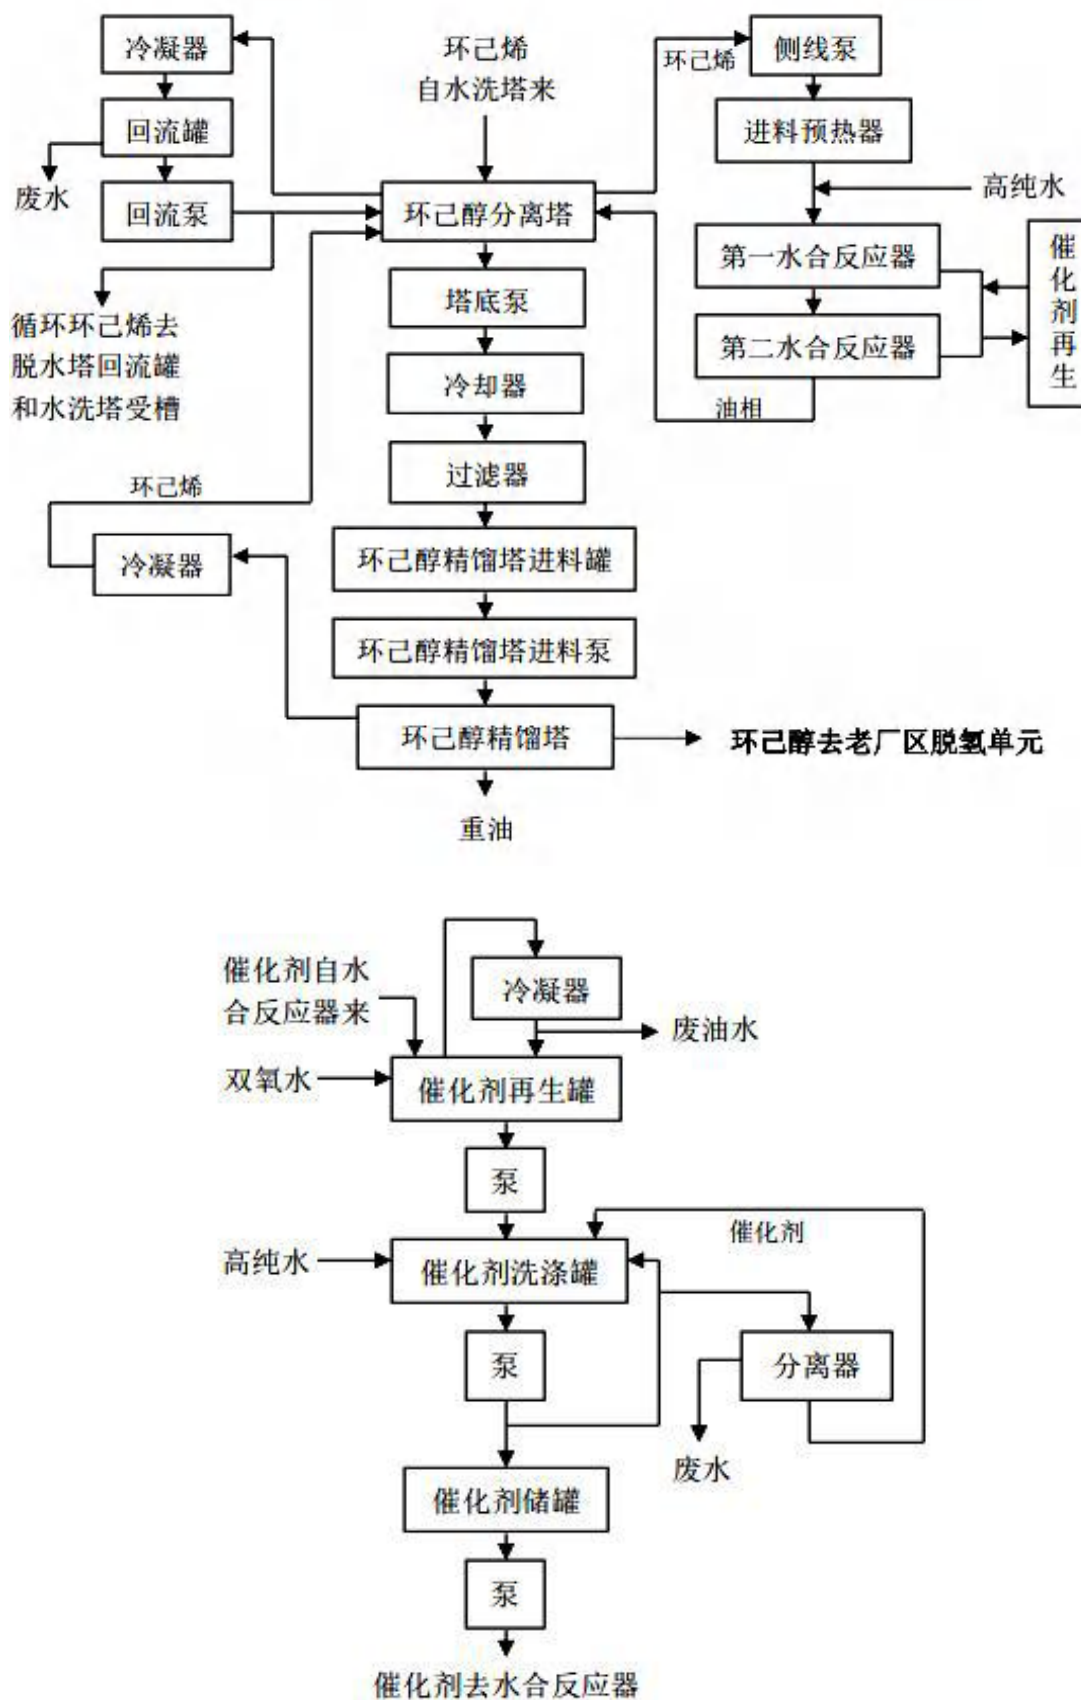 冷凝器
环己烯
自水洗塔来
环己烯
侧线泵
回流罐
进料预热器
废水
回流泵
环己醇分离塔
高纯水
第一水合反应器
催
化
剂
再
生
塔底泵
循环环己烯去
脱水塔回流罐
和水洗塔受槽
第二水合反应器
冷却器
油相
过滤器
环己烯
冷凝器
环己醇精馏塔进料罐
环己醇精馏塔进料泵
环己醇精馏塔
环己醇去老厂区脱氢单元
重油
催化剂自水
合反应器来
冷凝器
废油水
双氧水
催化剂再生罐
泵
催化剂
高纯水
催化剂洗涤罐
泵
分离器
废水
催化剂储罐
泵
催化剂去水合反应器